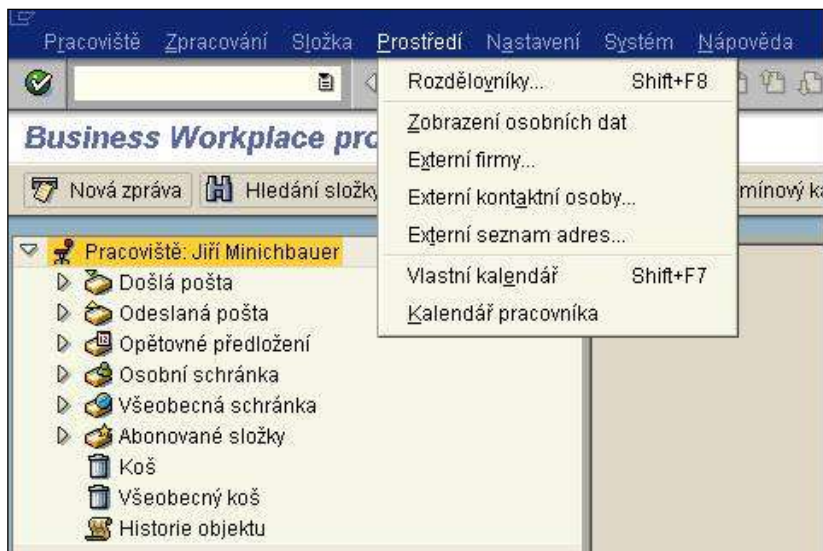 Pracoviště Zpracování Složka Prostředí Nastavení Systém Nápověda
Rozdělovníky... Shift+F8
Zobrazení osobních dat
Externí firmy...
Externí kontaktní osoby...
Externí seznam adres...
Vlastní kalendář Shift+F7
Kalendář pracovníka
Business Workplace pro
Nová zpráva Hledání složky
Pracoviště: Jiří Minichbauer
Došlá pošta
Odeslaná pošta
Opětovné předložení
Osobní schránka
Všeobecná schránka
Abonované složky
Koš
Všeobecný koš
Historie objektu